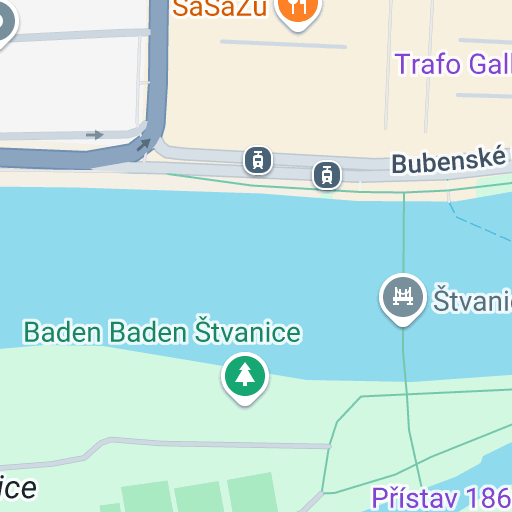 SaSaZu
Trafo Gall
Bubenské
Štvanic
Baden Baden Štvanice
ice
Přístav 186